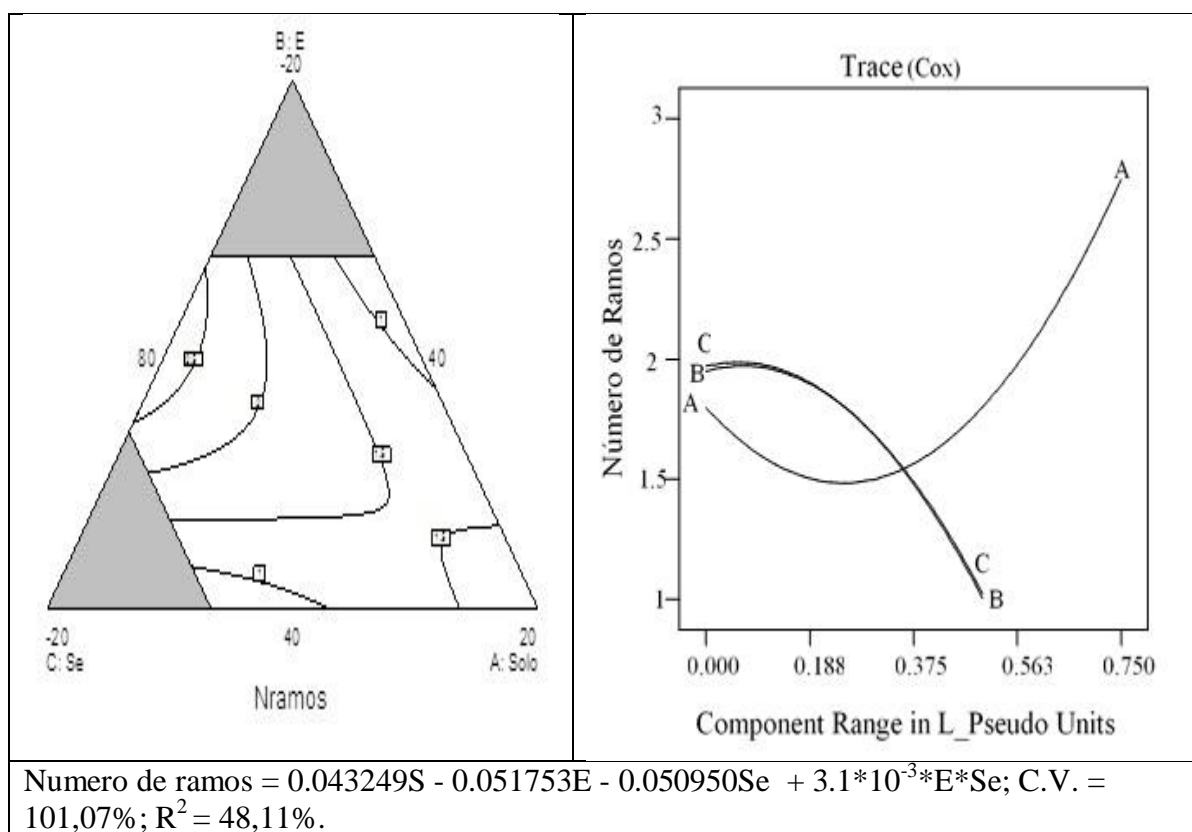 B: E
-20
80
40
-20
C: Se
40
20
A: Solo
Nramos
Trace (Cox)
Número de Ramos
3
2.5
2
1.5
1
A
C
B
A
C
B
0.000
0.188
0.375
0.563
0.750
Component Range in L_Pseudo Units
Numero de ramos = 0.043249S - 0.051753E - 0.050950Se + 3.1*10⁻³*E*Se; C.V. =
101,07%; R² = 48,11%.